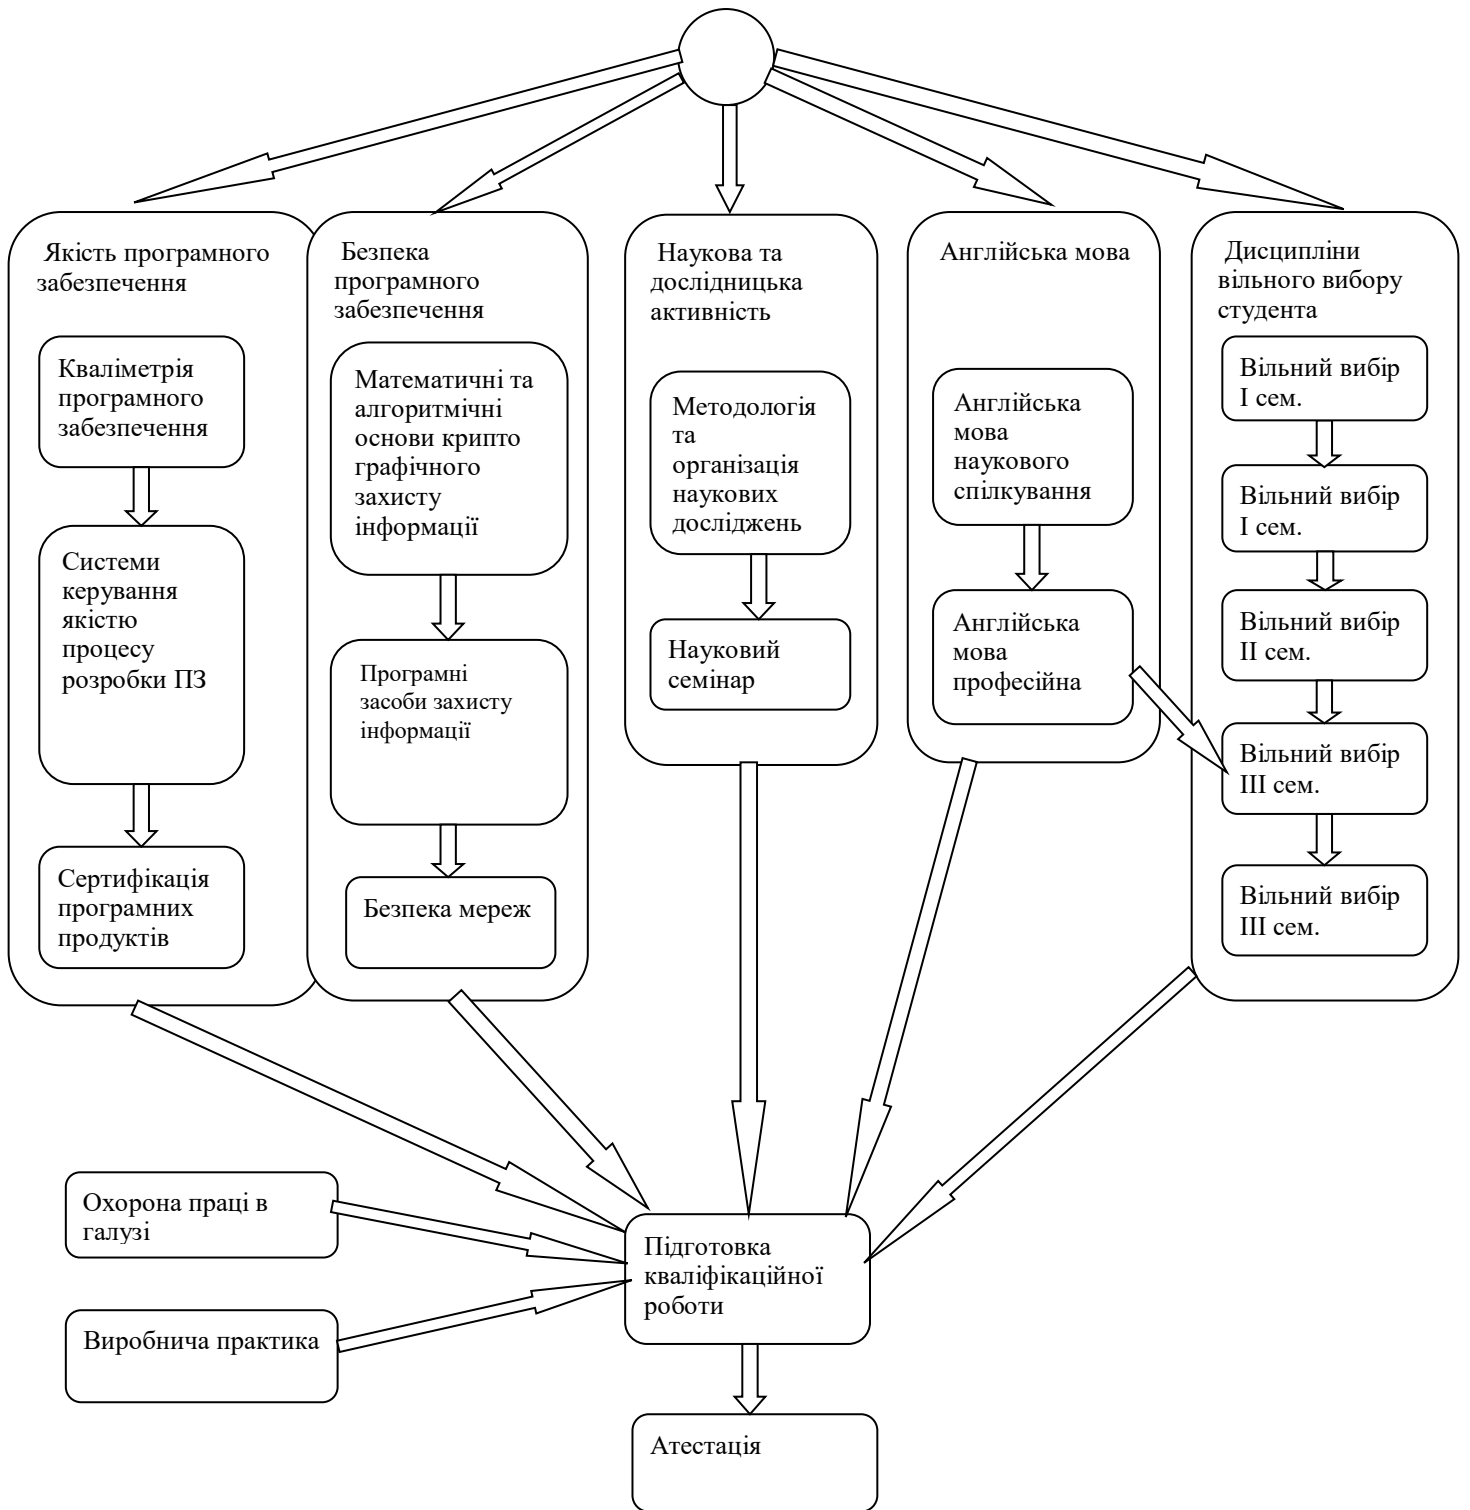 Якість програмного
забезпечення
Кваліметрія
програмного
забезпечення
Системи
керування
якістю
процесу
розробки ПЗ
Сертифікація
програмних
продуктів
Безпека
програмного
забезпечення
Математичні та
алгоритмічні
основи крипто
графічного
захисту
інформації
Програмні
засоби захисту
інформації
Безпека мереж
Наукова та
дослідницька
активність
Методологія
та
організація
наукових
досліджень
Науковий
семінар
Англійська мова
Англійська
мова
наукового
спілкування
Англійська
мова
професійна
Дисципліни
вільного вибору
студента
Вільний вибір
І сем.
Вільний вибір
І сем.
Вільний вибір
ІІ сем.
Вільний вибір
ІІІ сем.
Вільний вибір
ІІІ сем.
Охорона праці в
галузі
Виробнича практика
Підготовка
кваліфікаційної
роботи
Атестація